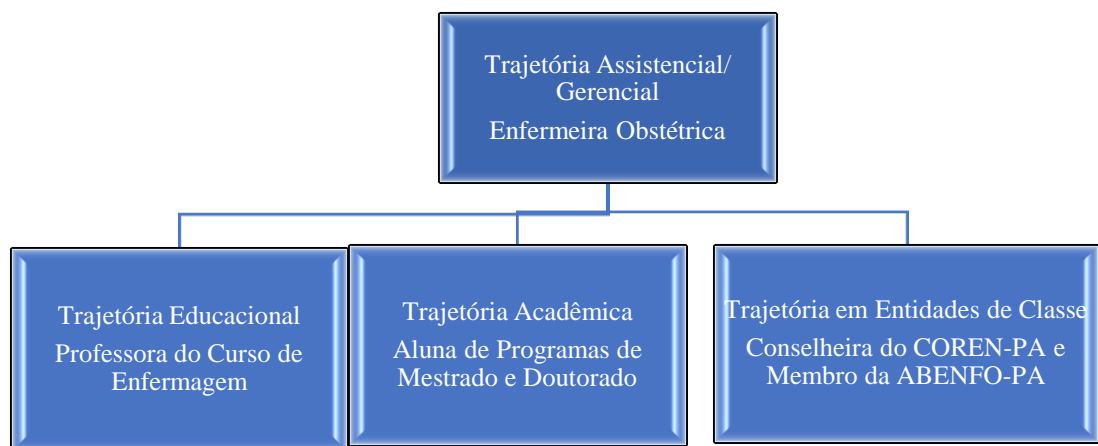 Trajetória Assistencial/
Gerencial
Enfermeira Obstétrica
Trajetória Educacional
Professora do Curso de
Enfermagem
Trajetória Acadêmica
Aluna de Programas de
Mestrado e Doutorado
Trajetória em Entidades de Classe
Conselheira do COREN-PA e
Membro da ABENFO-PA